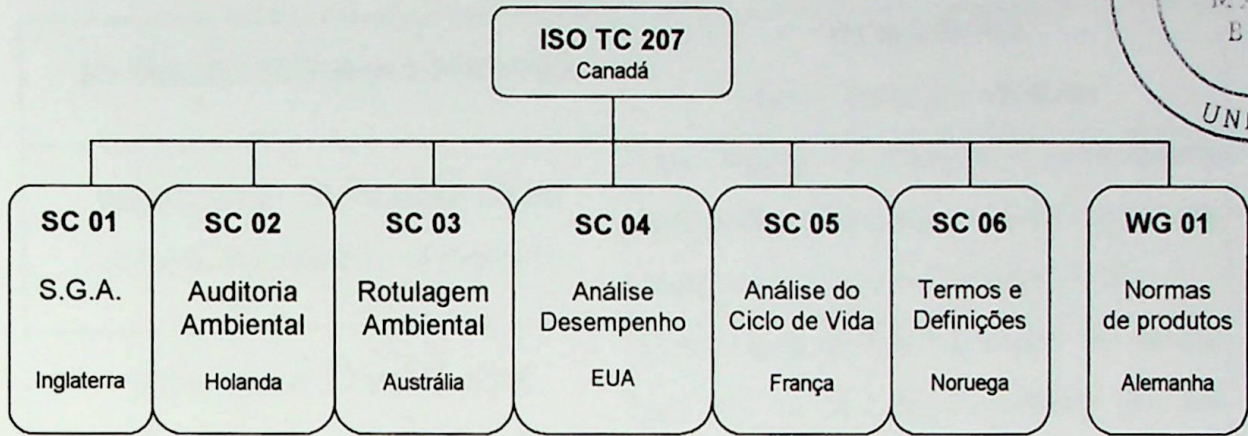 ISO TC 207
Canadá
SC 01
S.G.A.
Inglaterra
SC 02
Auditoria
Ambiental
Holanda
SC 03
Rotulagem
Ambiental
Austrália
SC 04
Análise
Desempenho
EUA
SC 05
Análise do
Ciclo de Vida
França
SC 06
Termos e
Definições
Noruega
WG 01
Normas
de produtos
Alemanha